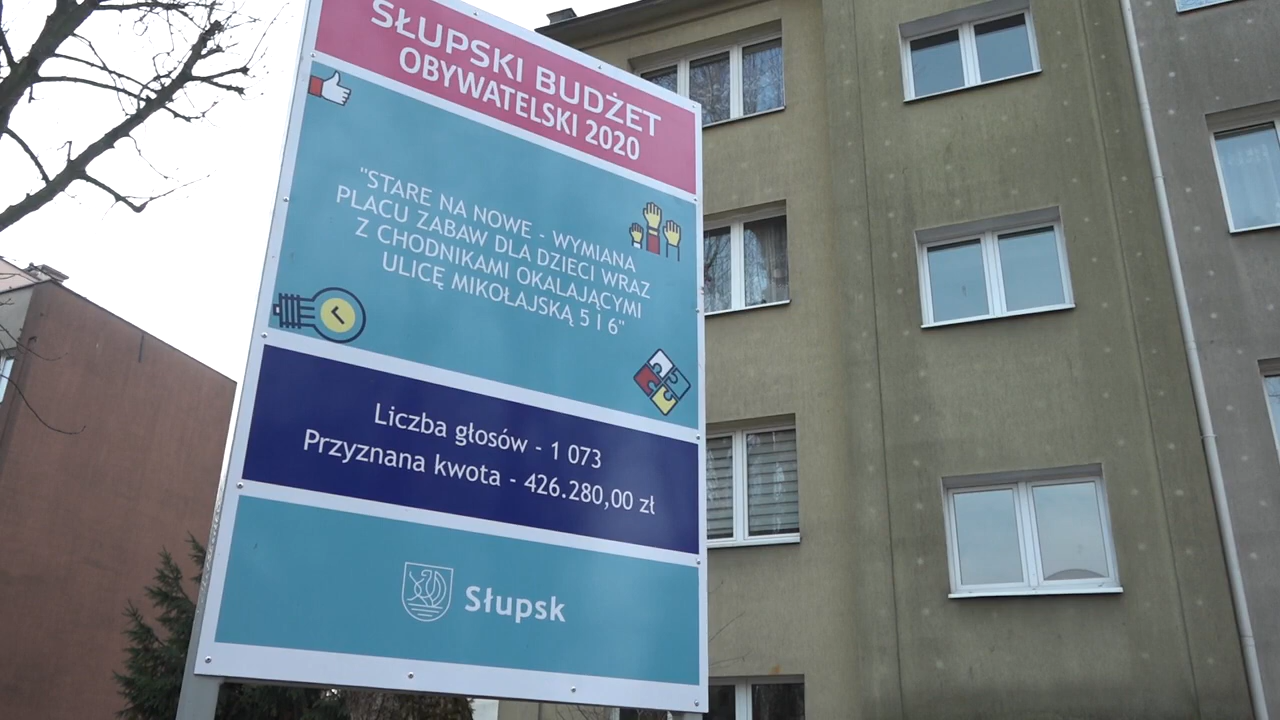 SŁUPSKI BUDŻET
OBYWATELSKI 2020
"STARE NA NOWE - WYMIANA
PLACU ZABAW DLA DZIECI WRAZ
Z CHODNIKAMI OKALAJĄCYMI
ULICĘ MIKOŁAJSKĄ 5 I 6"
Liczba głosów - 1 073
Przyznana kwota - 426.280,00 zł
Słupsk